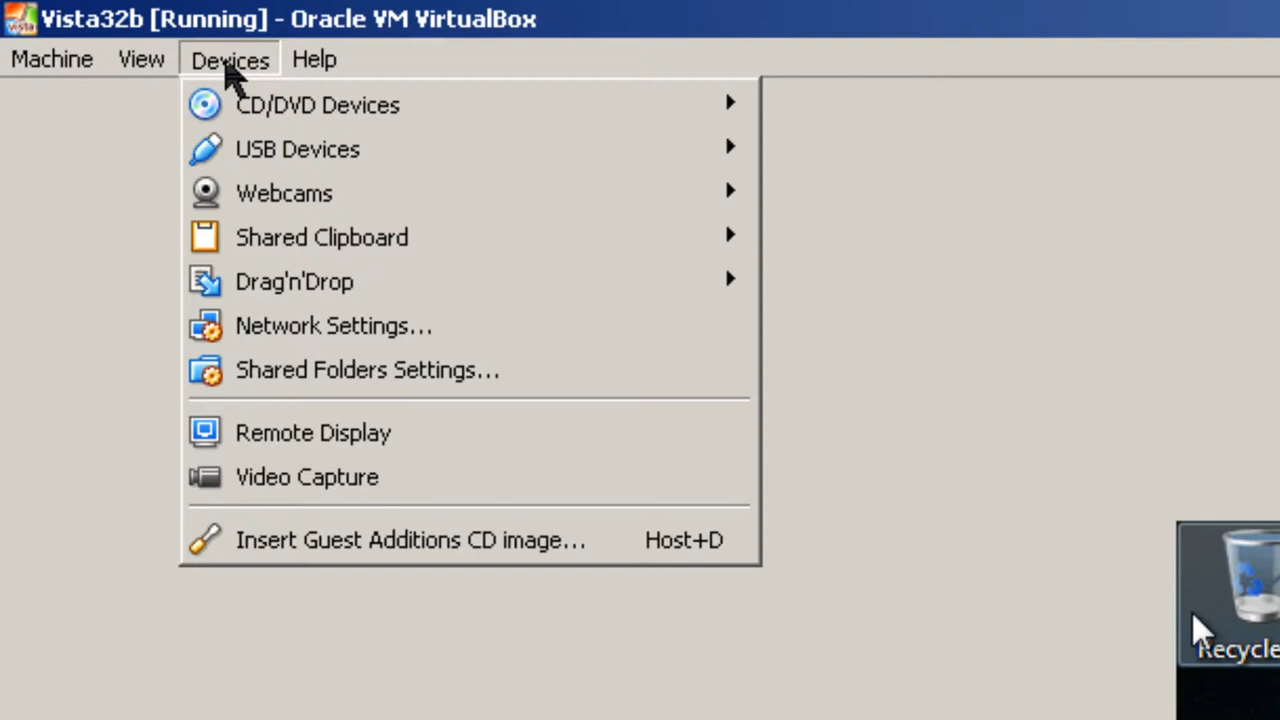 Vista32b [Running] - Oracle VM VirtualBox
Machine View Devices Help
CD/DVD Devices
USB Devices
Webcams
Shared Clipboard
Drag'n'Drop
Network Settings...
Shared Folders Settings...
Remote Display
Video Capture
Insert Guest Additions CD image... Host+D
Recycle